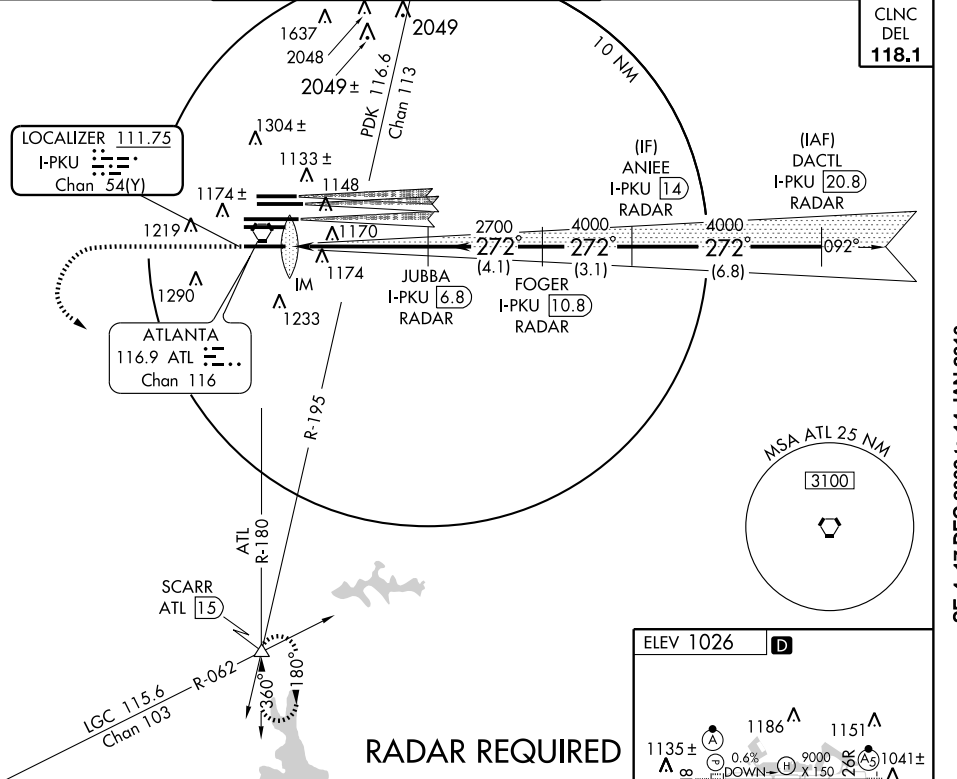 CLNC
DEL
118.1
1637
2048
2049
2049±
10 NM
PDK 116.6
Chan 113
LOCALIZER 111.75
I-PKU
Chan 54(Y)
1304±
1133±
1148
1174±
1219
1170
1174
1290
1233
IM
(IF)
ANIEE
I-PKU 14
RADAR
(IAF)
DACTL
I-PKU 20.8
RADAR
2700
4000
4000
272°
272°
272°
092°
(4.1)
(3.1)
(6.8)
JUBBA
I-PKU 6.8
RADAR
FOGER
I-PKU 10.8
RADAR
ATLANTA
116.9 ATL
Chan 116
R-195
ATL
R-180
MSA ATL 25 NM
3100
SCARR
ATL 15
R-062
LGC 115.6
Chan 103
360°
180°
RADAR REQUIRED
ELEV 1026
D
1186
1151
1135±
A
P
0.6%
DOWN
H
9000
X 150
26R
A5
1041±
8